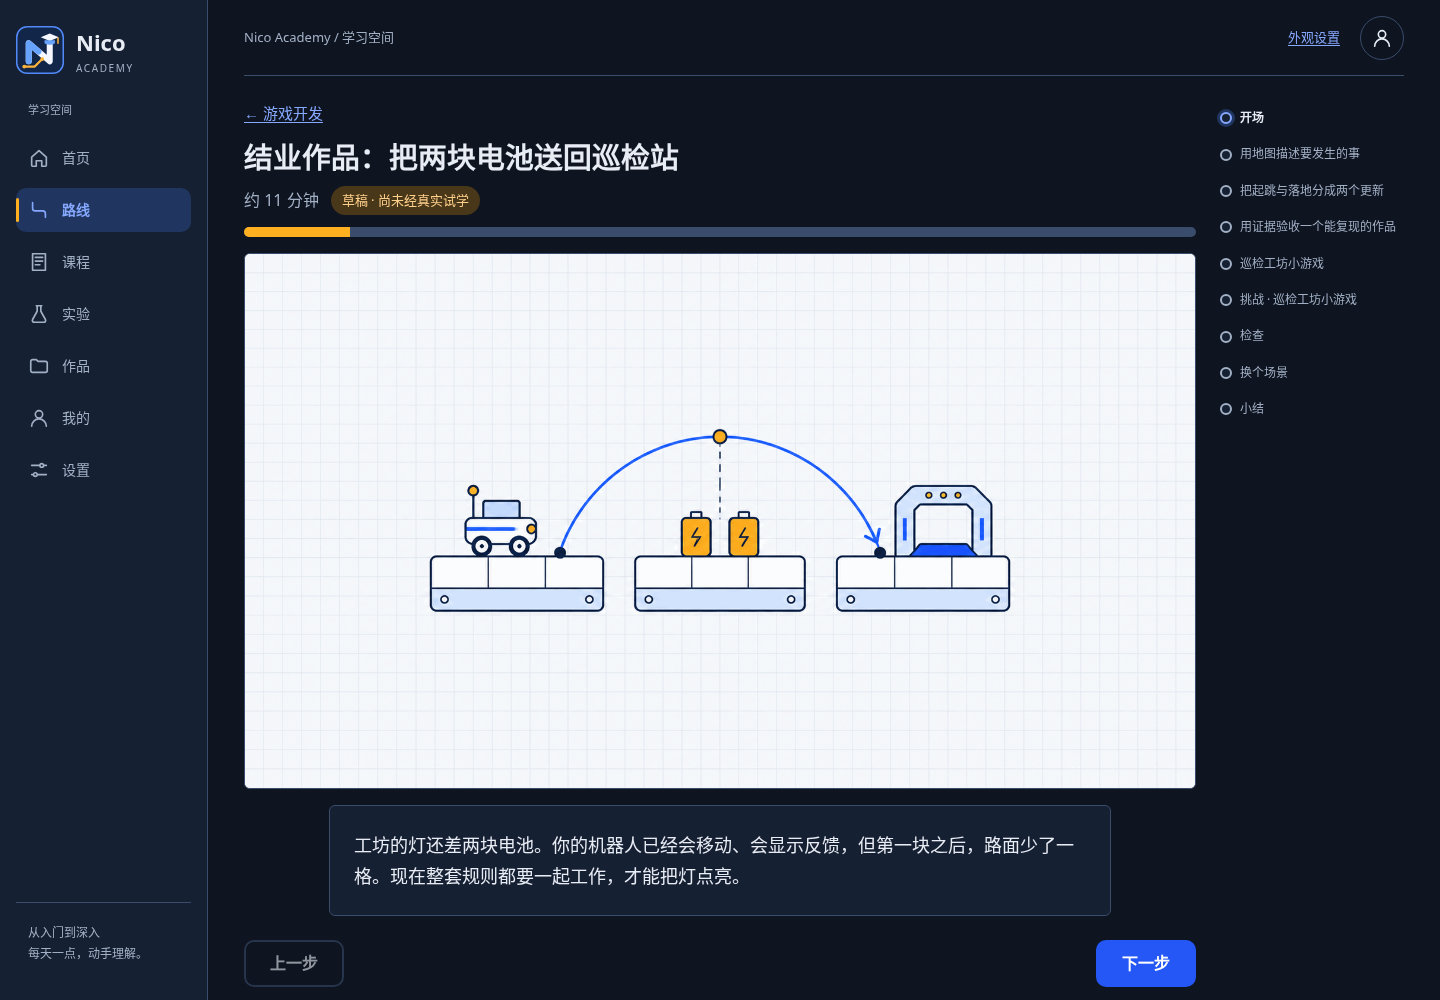 Nico
ACADEMY
学习空间
首页
路线
课程
实验
作品
我的
设置
从入门到深入
每天一点，动手理解。
Nico Academy / 学习空间
外观设置
← 游戏开发
结业作品：把两块电池送回巡检站
约 11 分钟
草稿 · 尚未经真实试学
工坊的灯还差两块电池。你的机器人已经会移动、会显示反馈，但第一块之后，路面少了一
格。现在整套规则都要一起工作，才能把灯点亮。
上一步
下一步
开场
用地图描述要发生的事
把起跳与落地分成两个更新
用证据验收一个能复现的作品
巡检工坊小游戏
挑战 · 巡检工坊小游戏
检查
换个场景
小结